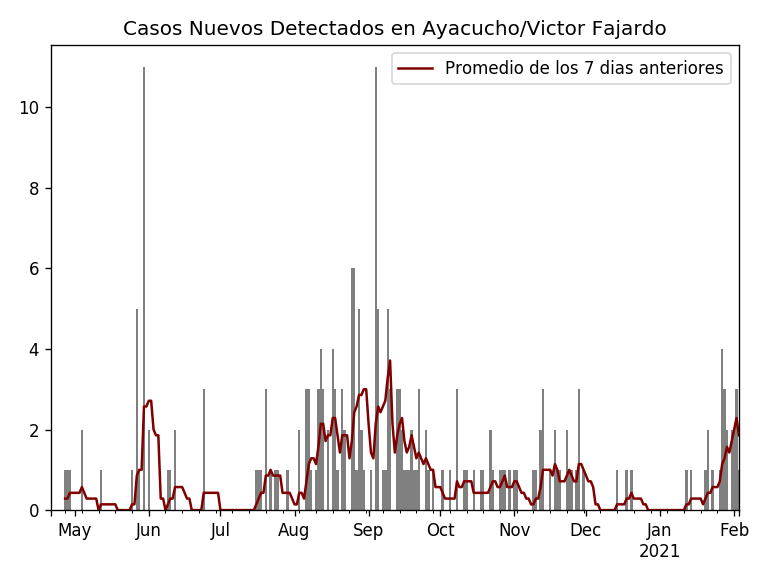 Casos Nuevos Detectados en Ayacucho/Victor Fajardo
Promedio de los 7 dias anteriores
10
8
6
4
2
0
May Jun Jul Aug Sep Oct Nov Dec Jan Feb
2021